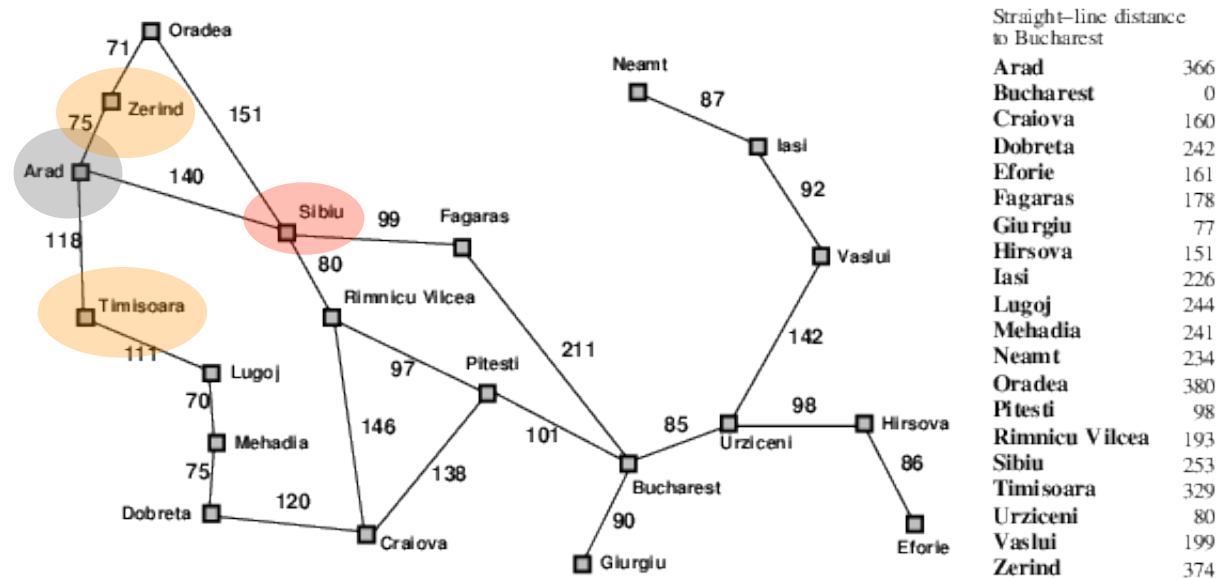 Oradea
71
Zerind
151
75
Arad
140
Sibiu
99
Fagaras
118
80
Timisoara
Rimnicu Vilcea
111
Lugoj
97
Pitesti
211
70
Mehadia
146
101
75
138
Dobreta
120
Craiova
Neamt
87
Iasi
92
Vaslui
142
98
85
Hirsova
Urziceni
86
Bucharest
90
Giurgiu
Eforie
Straight–line distance
to Bucharest
Arad 366
Bucharest 0
Craiova 160
Dobreta 242
Eforie 161
Fagaras 178
Giurgiu 77
Hirsova 151
Iasi 226
Lugoj 244
Mehadia 241
Neamt 234
Oradea 380
Pitesti 98
Rimnicu Vilcea 193
Sibiu 253
Timisoara 329
Urziceni 80
Vaslui 199
Zerind 374